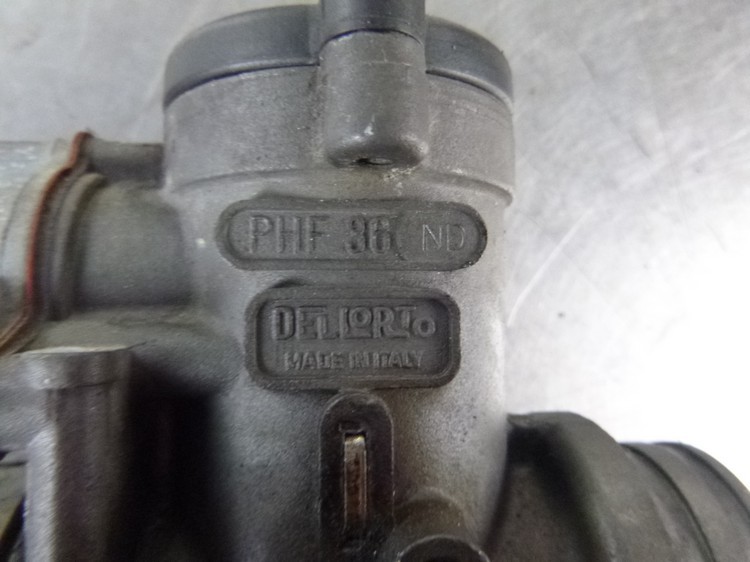 PHF 36 ND
DELLORTO
MADE IN ITALY